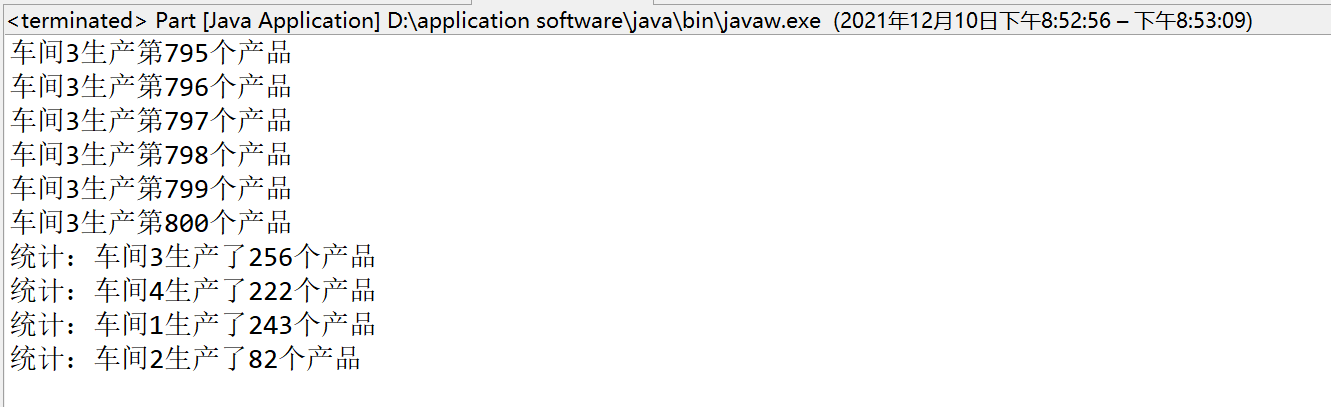 <terminated> Part [Java Application] D:\application software\java\bin\javaw.exe  (2021年12月10日下午8:52:56 – 下午8:53:09)
车间3生产第795个产品
车间3生产第796个产品
车间3生产第797个产品
车间3生产第798个产品
车间3生产第799个产品
车间3生产第800个产品
统计：车间3生产了256个产品
统计：车间4生产了222个产品
统计：车间1生产了243个产品
统计：车间2生产了82个产品